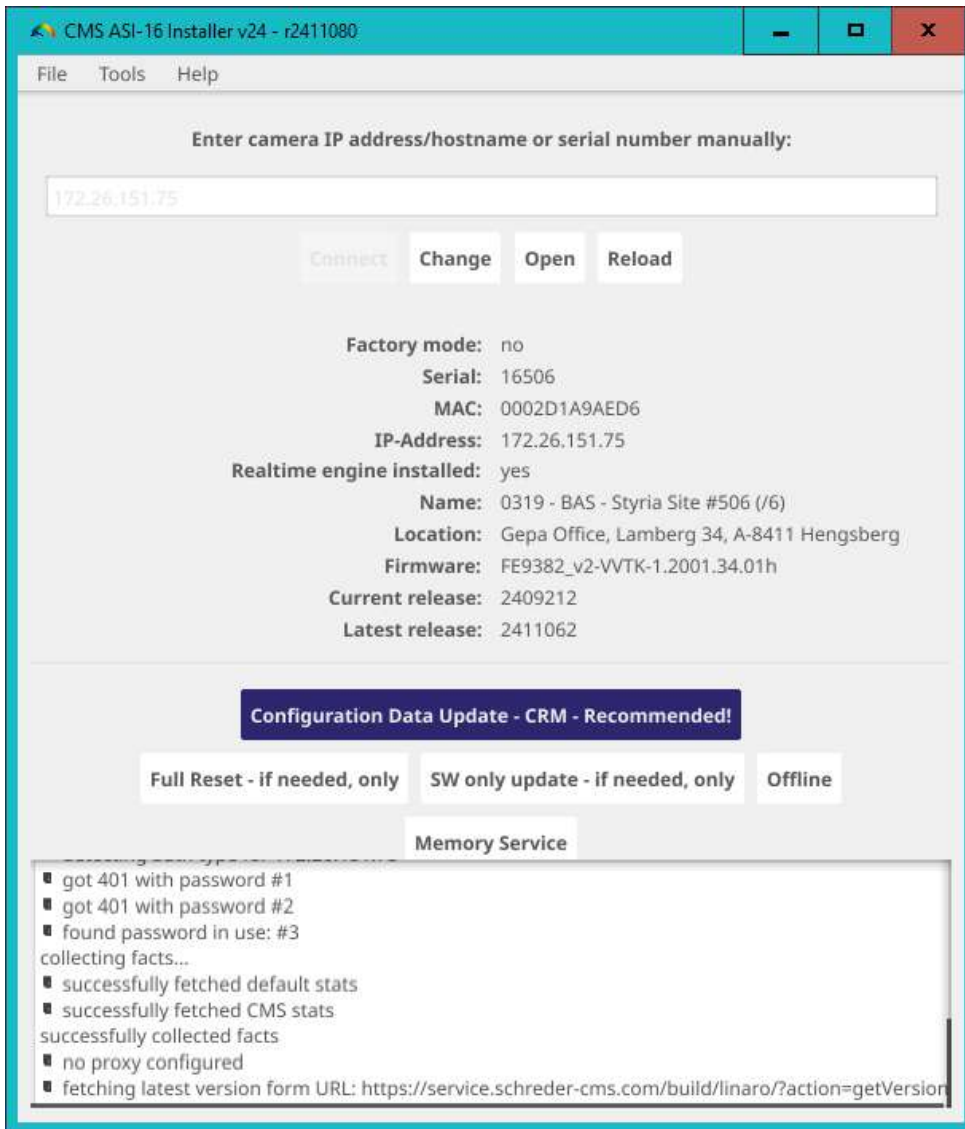 CMS ASI-16 Installer v24 - r2411080
File Tools Help
Enter camera IP address/hostname or serial number manually:
172.26.151.75
Connect Change Open Reload
Factory mode: no
Serial: 16506
MAC: 0002D1A9AED6
IP-Address: 172.26.151.75
Realtime engine installed: yes
Name: 0319 - BAS - Styria Site #506 (/6)
Location: Gepa Office, Lamberg 34, A-8411 Hengsberg
Firmware: FE9382_v2-VVTK-1.2001.34.01h
Current release: 2409212
Latest release: 2411062
Configuration Data Update - CRM - Recommended!
Full Reset - if needed, only SW only update - if needed, only Offline
Memory Service
got 401 with password #1
got 401 with password #2
found password in use: #3
collecting facts...
successfully fetched default stats
successfully fetched CMS stats
successfully collected facts
no proxy configured
fetching latest version form URL: https://service.schreder-cms.com/build/linaro/?action=getVersion